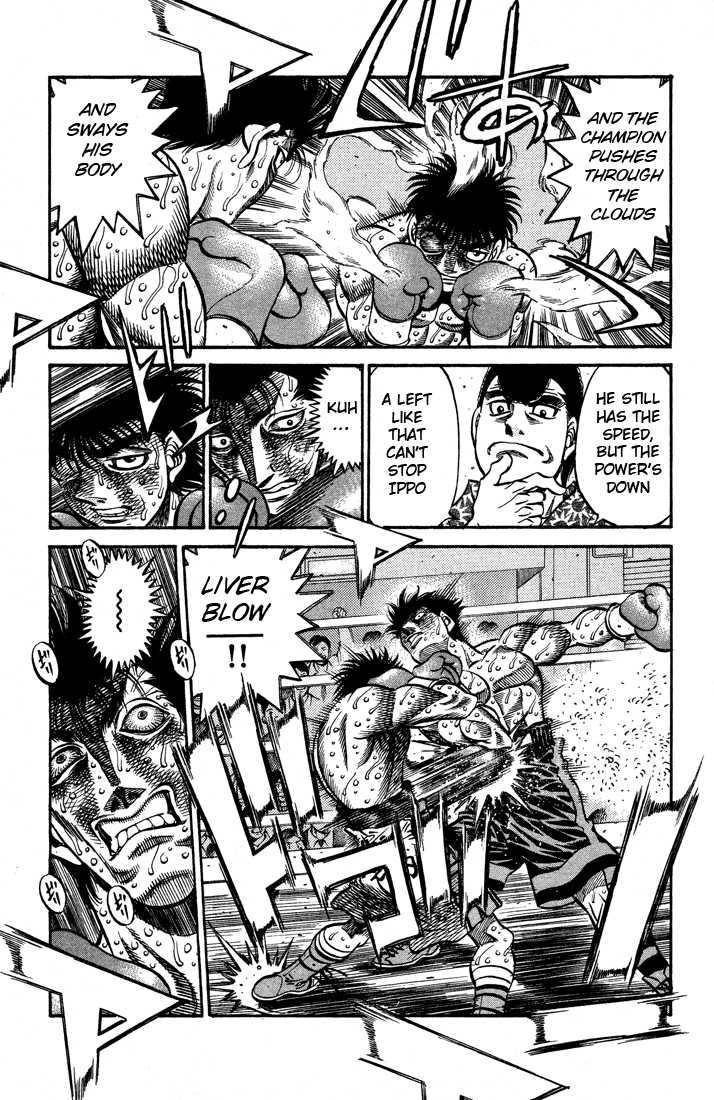 AND THE
CHAMPION
PUSHES
THROUGH
THE
CLOUDS
AND
SWAYS
HIS
BODY
HE STILL
HAS THE
SPEED,
BUT THE
POWER'S
DOWN
A LEFT
LIKE
THAT
CAN'T
STOP
IPPO
KUH
...
LIVER
BLOW
!!